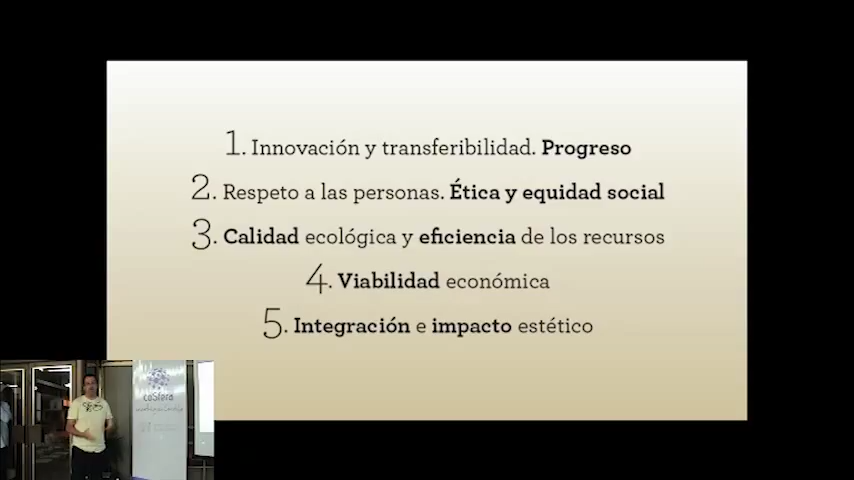 1. Innovación y transferibilidad. Progreso
2. Respeto a las personas. Ética y equidad social
3. Calidad ecológica y eficiencia de los recursos
4. Viabilidad económica
5. Integración e impacto estético
coSfera